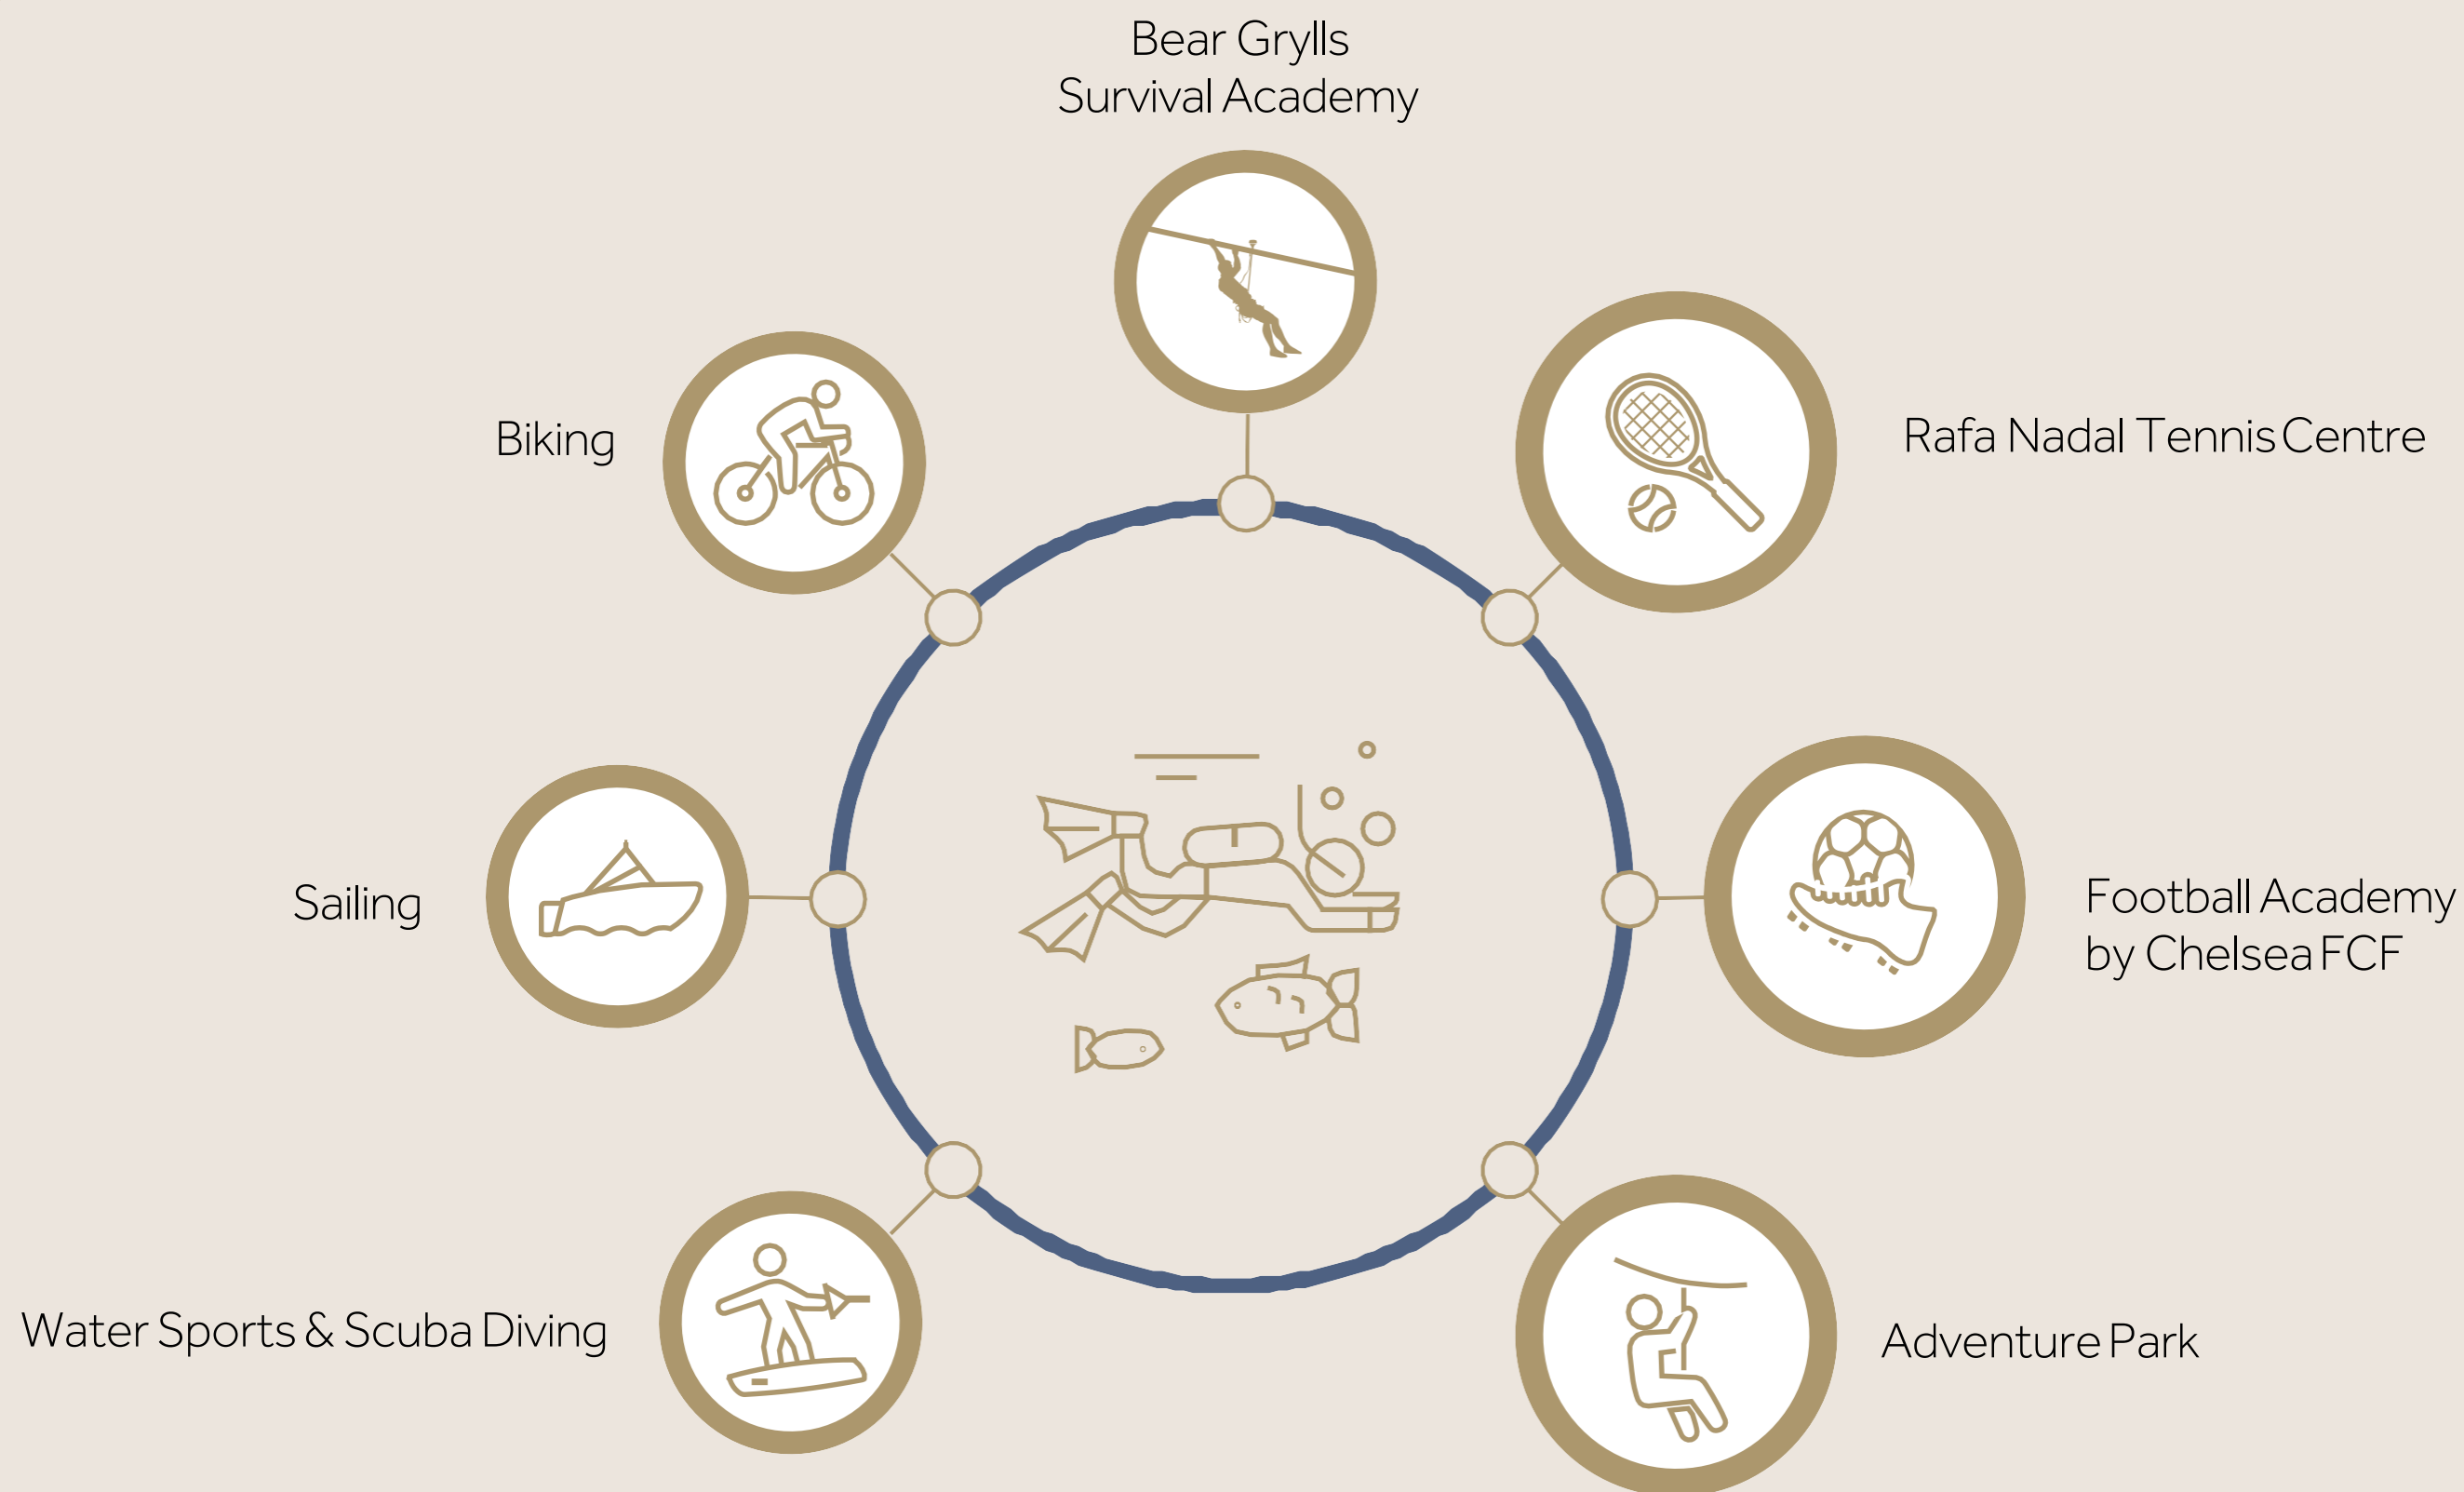 Bear Grylls
Survival Academy
Biking
Rafa Nadal Tennis Centre
Sailing
Football Academy
by Chelsea FCF
Water Sports & Scuba Diving
Adventure Park